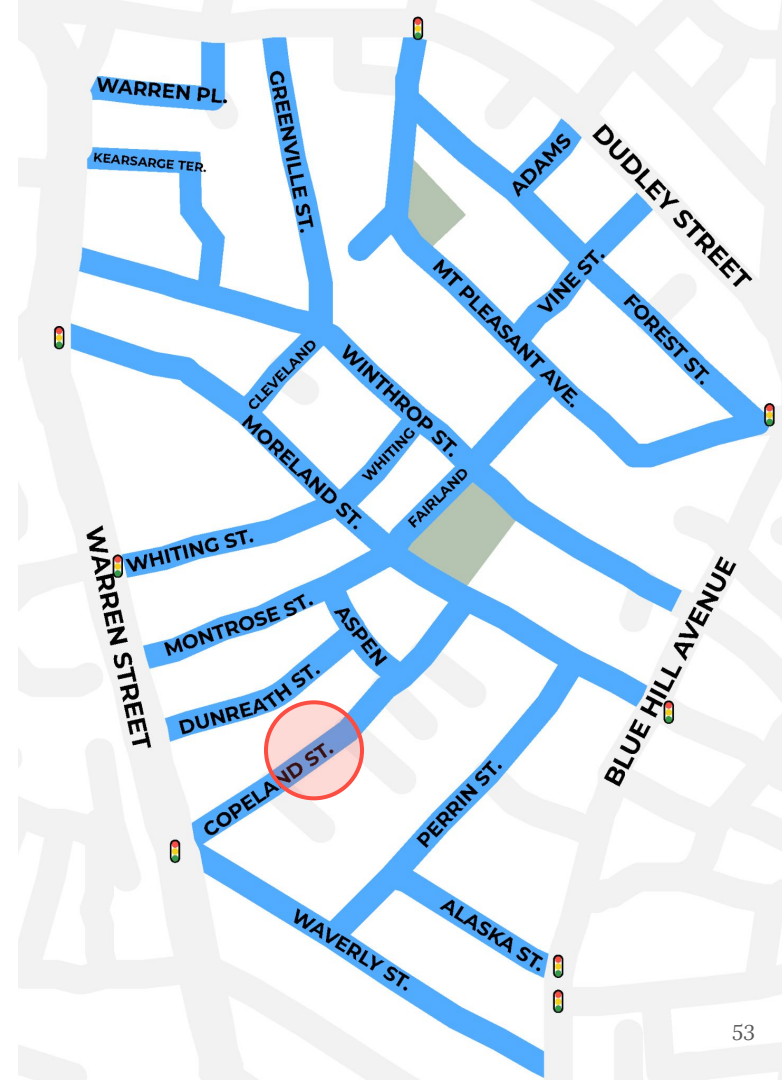 WARREN PL.
GREENVILLE ST.
KEARSARGE TER.
ADAMS
DUDLEY STREET
VINE ST.
MT PLEASANT AVE.
FOREST ST.
CLEVELAND
WINTHROP ST.
MORELAND ST.
WHITING
FAIRLAND
WHITING ST.
WARREN STREET
MONTROSE ST.
ASPEN
DUNREATH ST.
BLUE HILL AVENUE
COPELAND ST.
PERRIN ST.
ALASKA ST.
WAVERLY ST.
53